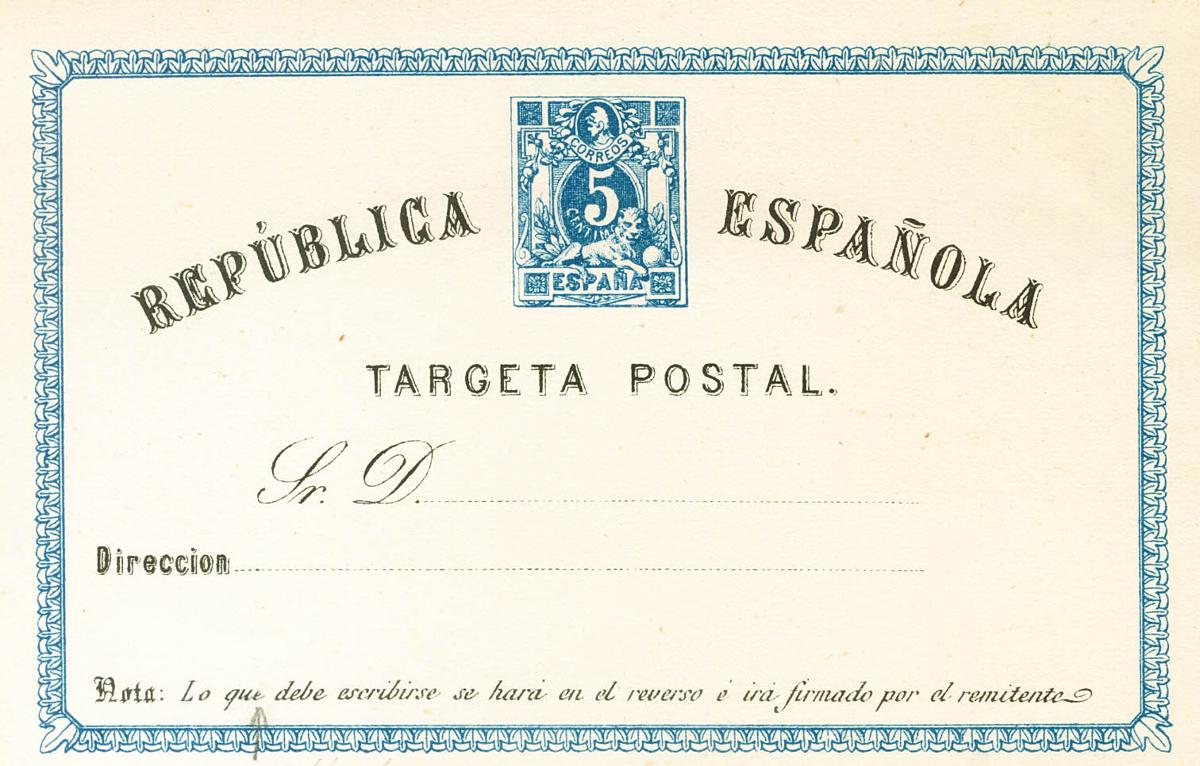 CORREOS
5
ESPAÑA
REPÚBLICA ESPAÑOLA
TARGETA POSTAL.
Sr. D.
Direccion
Nota: Lo que debe escribirse se hará en el reverso é irá firmado por el remitente